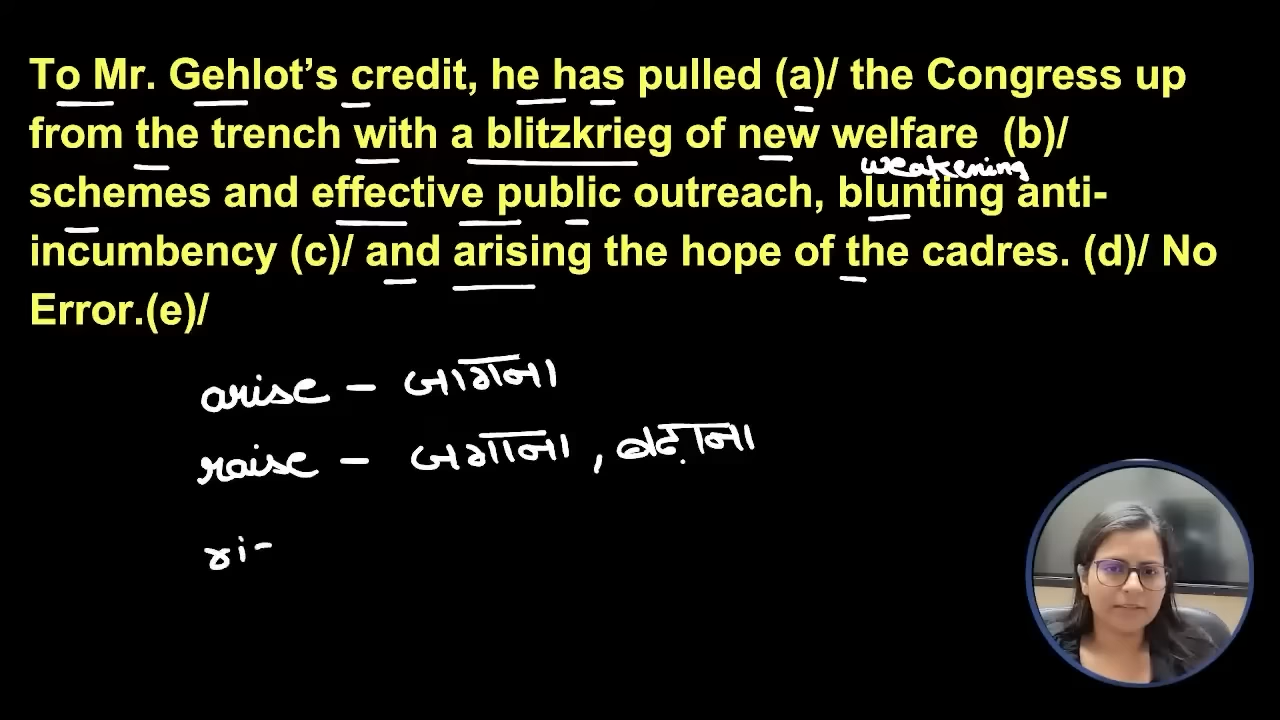 To Mr. Gehlot’s credit, he has pulled (a)/ the Congress up
from the trench with a blitzkrieg of new welfare (b)/
weakening
schemes and effective public outreach, blunting anti-
incumbency (c)/ and arising the hope of the cadres. (d)/ No
Error.(e)/
arise – जागना
raise – जगाना, बढ़ाना
ri-